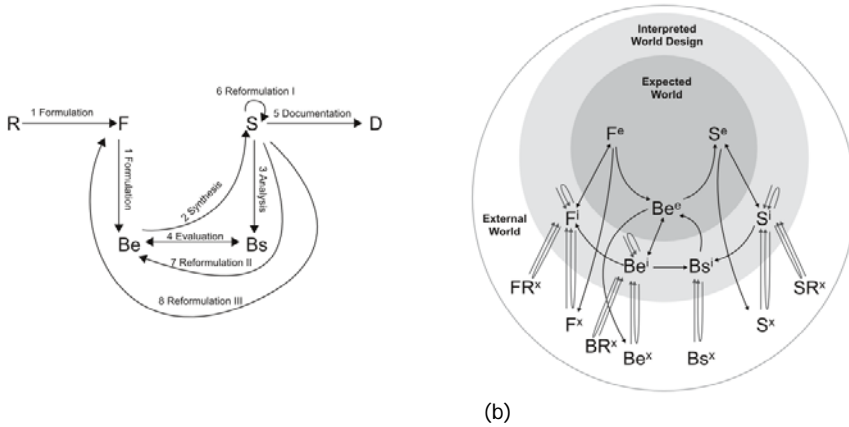 6 Reformulation I
1 Formulation
5 Documentation
R
F
S
D
1 Formulation
2 Synthesis
3 Analysis
Be
4 Evaluation
Bs
7 Reformulation II
8 Reformulation III
Interpreted
World Design
Expected
World
Fᵉ
Sᵉ
Beᵉ
External
World
Fⁱ
Sⁱ
Beⁱ
Bsⁱ
FRˣ
SRˣ
Fˣ
Sˣ
BRˣ
Beˣ
Bsˣ
(b)